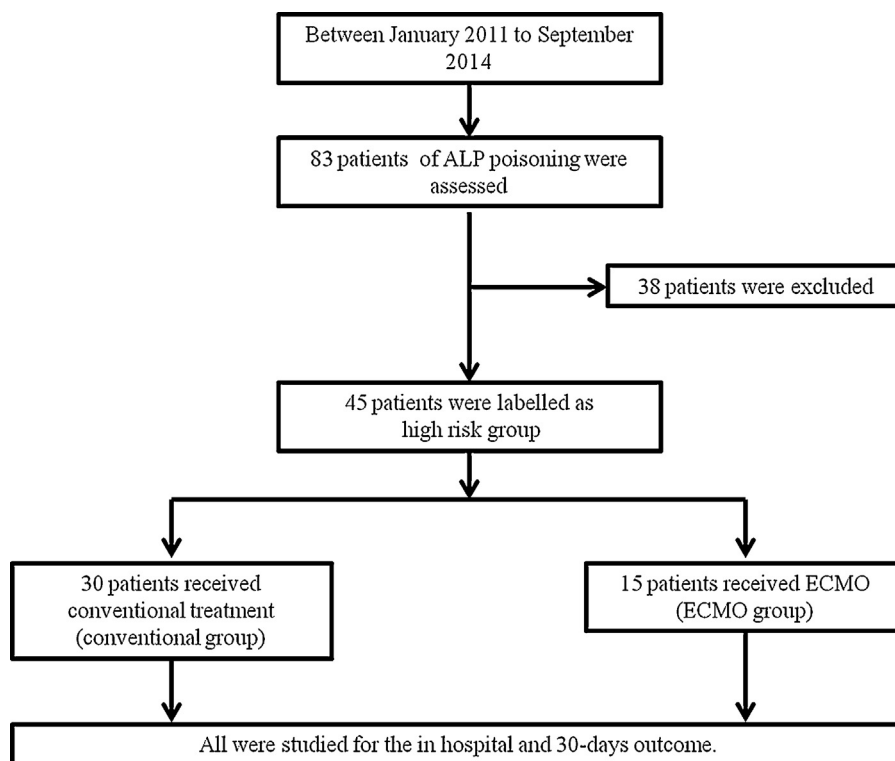 Between January 2011 to September
2014
83 patients of ALP poisoning were
assessed
38 patients were excluded
45 patients were labelled as
high risk group
30 patients received
conventional treatment
(conventional group)
15 patients received ECMO
(ECMO group)
All were studied for the in hospital and 30-days outcome.